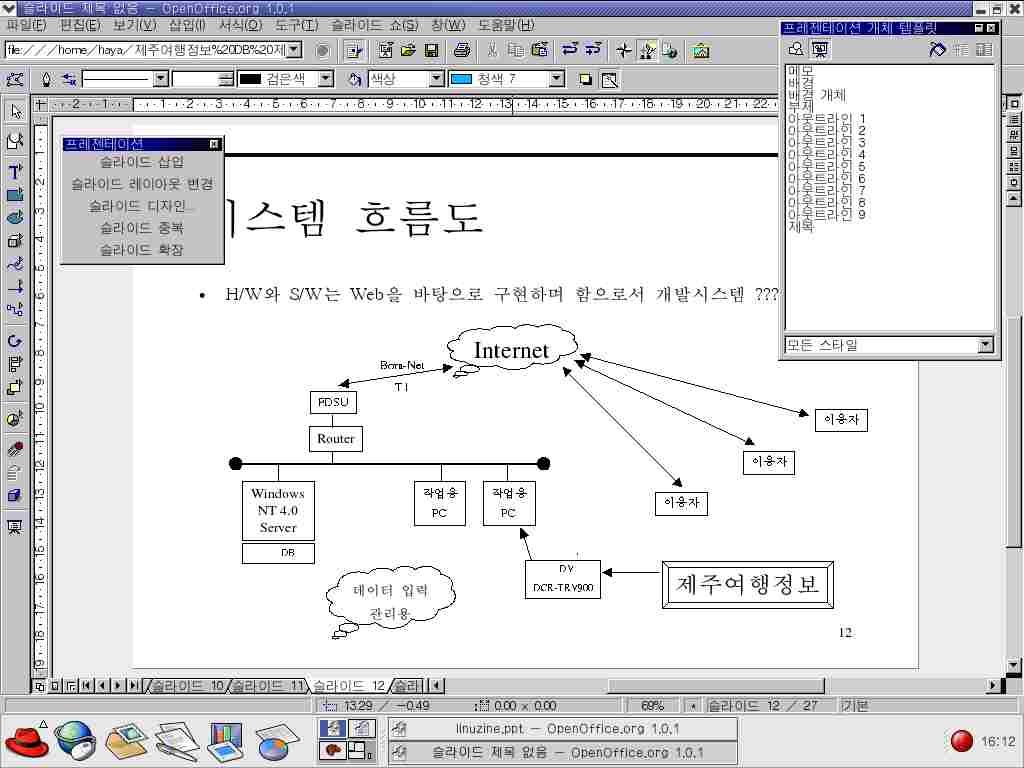 슬라이드 제목 없음 – OpenOffice.org 1.0.1
파일(F) 편집(E) 보기(V) 삽입(I) 서식(O) 도구(T) 슬라이드 쇼(S) 창(W) 도움말(H)
file:////home/haya/제주여행정보%20DB%20제
검은색 색상 청색 7
프레젠테이션
슬라이드 삽입
슬라이드 레이아웃 변경
슬라이드 디자인...
슬라이드 중복
슬라이드 확장
프레젠테이션 개체 템플릿
메모
배경
배경 개체
부제
아웃트라인 1
아웃트라인 2
아웃트라인 3
아웃트라인 4
아웃트라인 5
아웃트라인 6
아웃트라인 7
아웃트라인 8
아웃트라인 9
제목
모든 스타일
시스템 흐름도
• H/W와 S/W는 Web을 바탕으로 구현하며 함으로서 개발시스템 ???
Internet
Bora-Net
T1
PDSU
Router
Windows
NT 4.0
Server
DB
작업용
PC
작업용
PC
이용자
이용자
이용자
DV
DCR-TRV900
제주여행정보
데이터 입력
관리용
12
슬라이드 10 슬라이드 11 슬라이드 12 슬라
13.29 / -0.49 0.00 x 0.00 69% * 슬라이드 12 / 27 기본
linuzine.ppt – OpenOffice.org 1.0.1
슬라이드 제목 없음 – OpenOffice.org 1.0.1
16:12